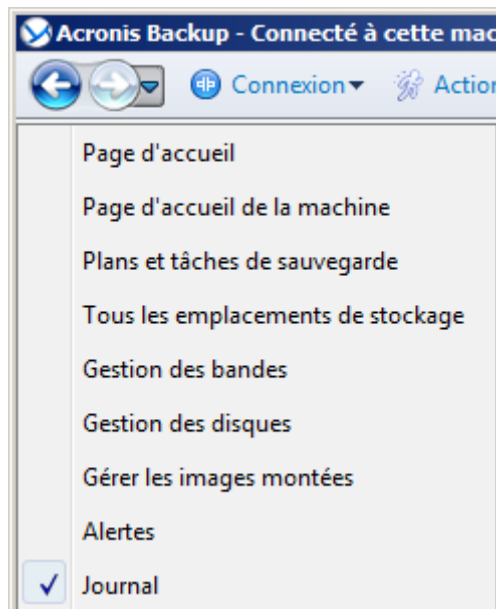 Acronis Backup - Connecté à cette mac
Connexion Action
Page d'accueil
Page d'accueil de la machine
Plans et tâches de sauvegarde
Tous les emplacements de stockage
Gestion des bandes
Gestion des disques
Gérer les images montées
Alertes
Journal